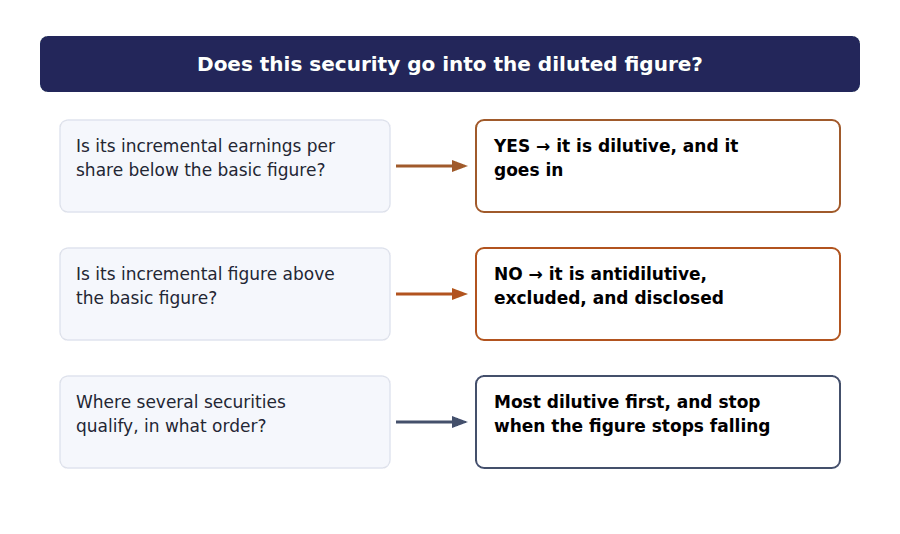 Does this security go into the diluted figure?
Is its incremental earnings per
share below the basic figure?
YES → it is dilutive, and it
goes in
Is its incremental figure above
the basic figure?
NO → it is antidilutive,
excluded, and disclosed
Where several securities
qualify, in what order?
Most dilutive first, and stop
when the figure stops falling